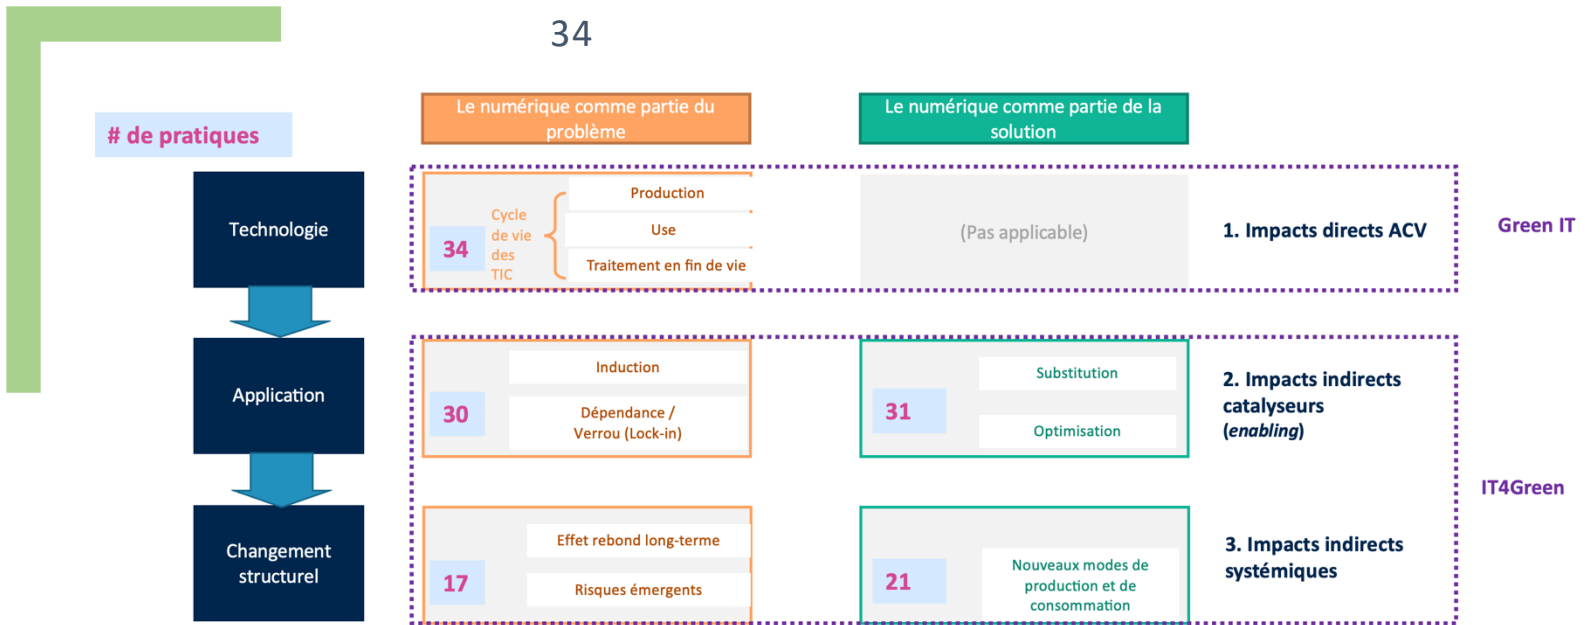 34
Le numérique comme partie du
problème
Le numérique comme partie de la
solution
# de pratiques
Technologie
34
Cycle
de vie
des
TIC
Production
Use
Traitement en fin de vie
(Pas applicable)
1. Impacts directs ACV
Green IT
Application
30
Induction
Dépendance /
Verrou (Lock-in)
31
Substitution
Optimisation
2. Impacts indirects
catalyseurs
(enabling)
IT4Green
Changement
structurel
17
Effet rebond long-terme
Risques émergents
21
Nouveaux modes de
production et de
consommation
3. Impacts indirects
systémiques